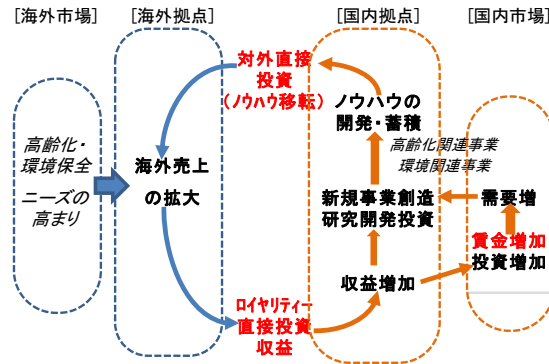 [海外市場]
[海外拠点]
[国内拠点]
[国内市場]
対外直接
投資
（ノウハウ移転）
ノウハウの
開発・蓄積
高齢化・
環境保全
ニーズの
高まり
海外売上
の拡大
高齢化関連事業
環境関連事業
新規事業創造
研究開発投資
需要増
賃金増加
投資増加
収益増加
ロイヤリティー
直接投資
収益